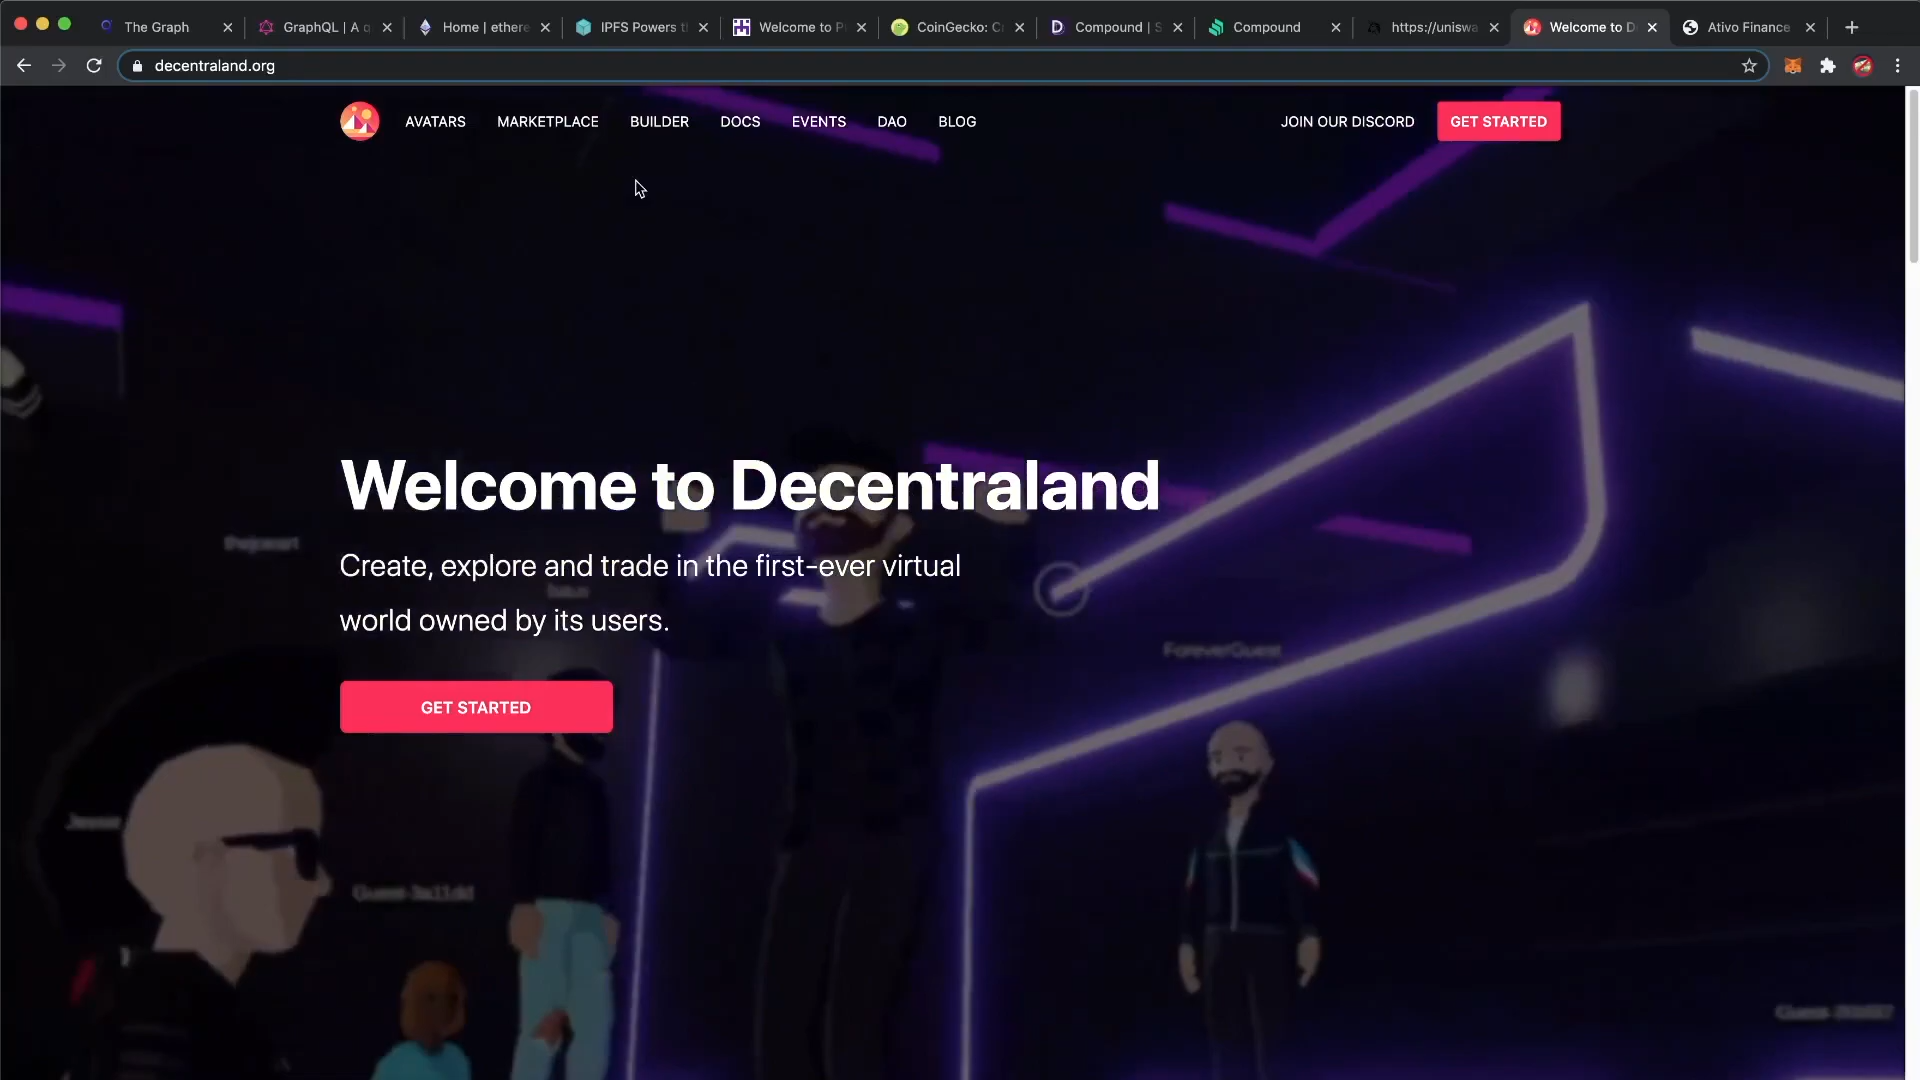 The Graph
GraphQL | A q
Home | ethere
IPFS Powers t
Welcome to P
CoinGecko: C
Compound | S
Compound
https://uniswa
Welcome to D
Ativo Finance
decentraland.org
AVATARS
MARKETPLACE
BUILDER
DOCS
EVENTS
DAO
BLOG
JOIN OUR DISCORD
GET STARTED
Welcome to Decentraland
Create, explore and trade in the first-ever virtual
world owned by its users.
ForeverGuest
GET STARTED